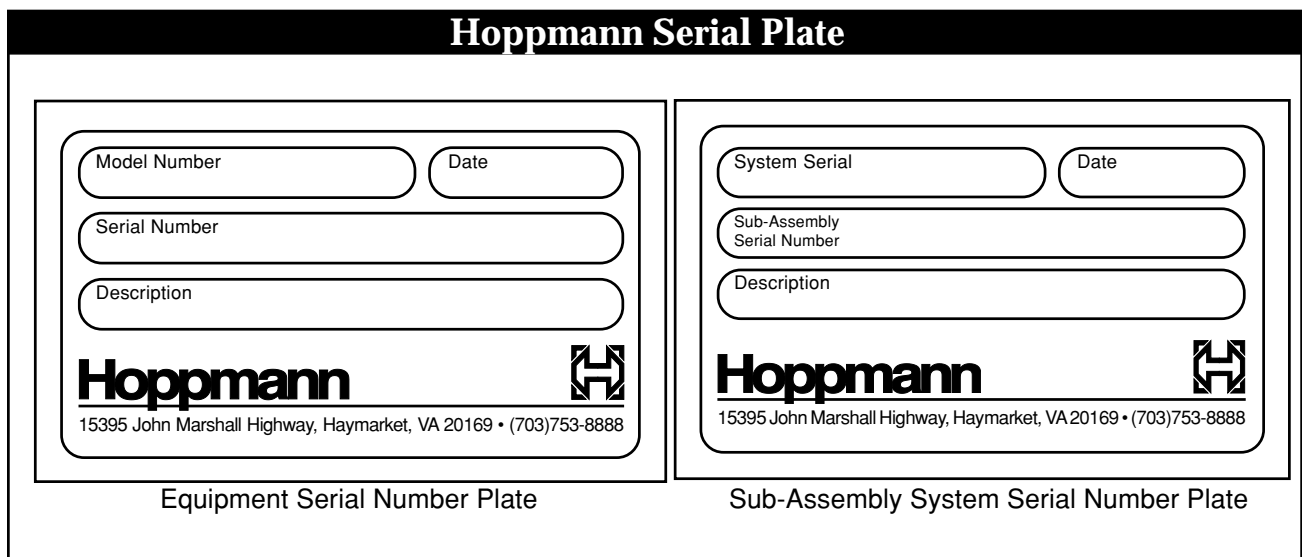 Hoppmann Serial Plate
Model Number
Date
Serial Number
Description
Hoppmann
15395 John Marshall Highway, Haymarket, VA 20169 • (703)753-8888
Equipment Serial Number Plate
System Serial
Date
Sub-Assembly
Serial Number
Description
Hoppmann
15395 John Marshall Highway, Haymarket, VA 20169 • (703)753-8888
Sub-Assembly System Serial Number Plate